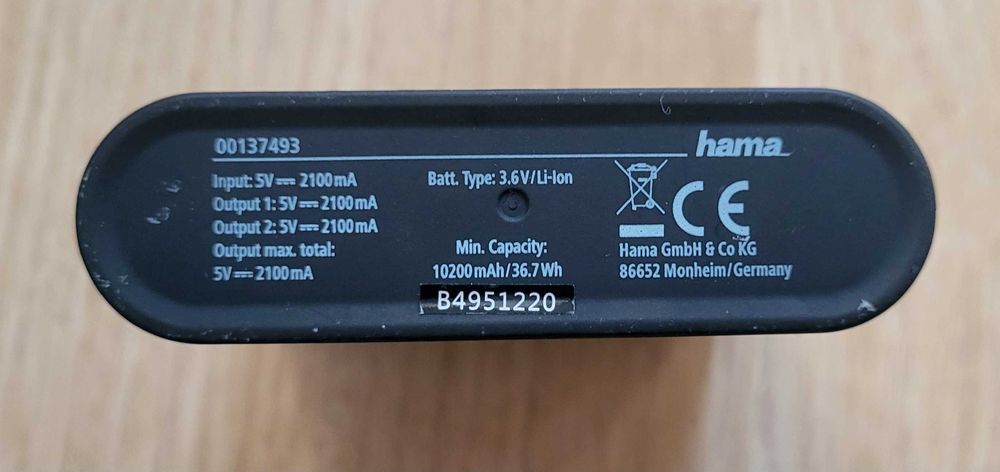 00137493
hama
Input: 5V⎓2100mA
Output 1: 5V⎓2100mA
Output 2: 5V⎓2100mA
Output max. total:
5V⎓2100mA
Batt. Type: 3.6V/Li-Ion
Min. Capacity:
10200mAh/36.7Wh
B4951220
CE
Hama GmbH & Co KG
86652 Monheim/Germany